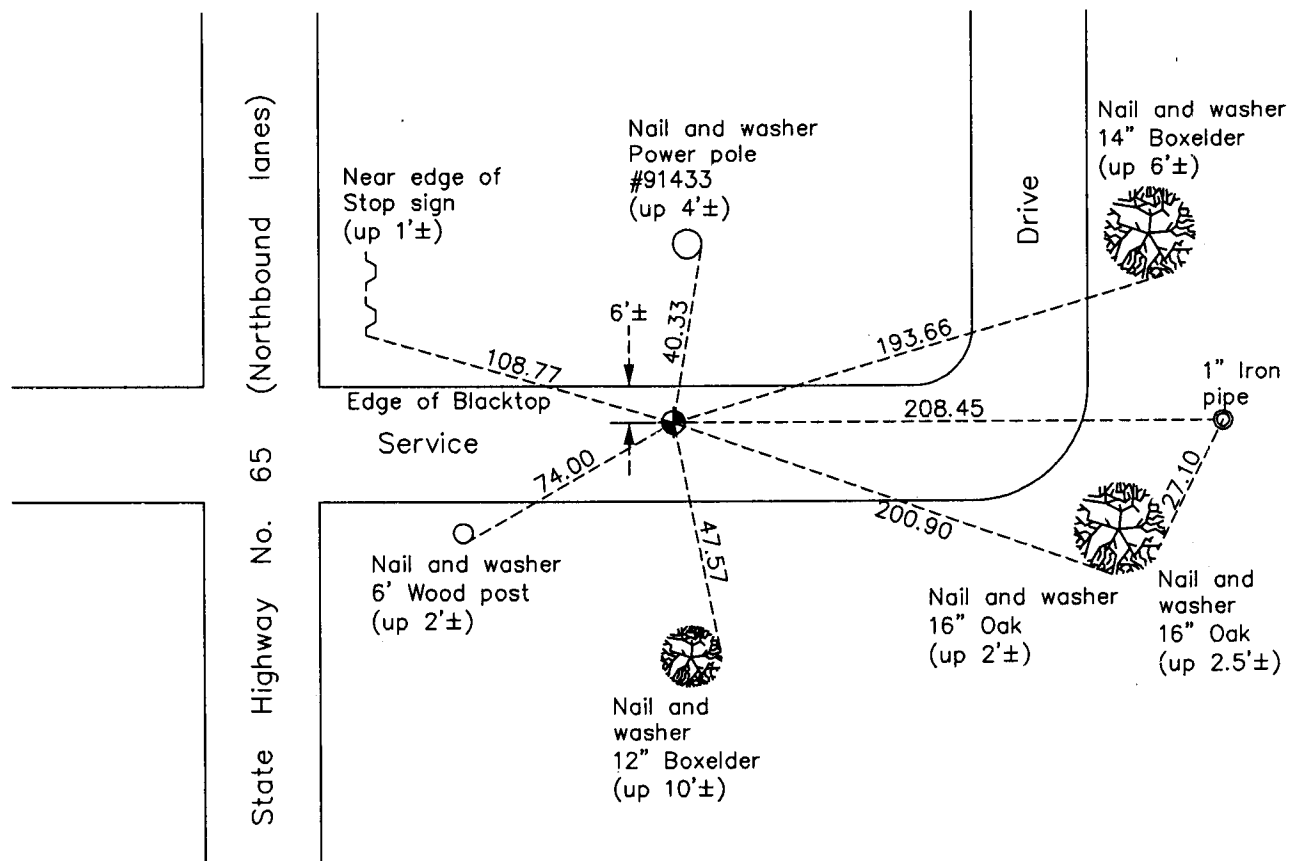 State Highway No. 65 (Northbound lanes)
Near edge of
Stop sign
(up 1'±)
Nail and washer
Power pole
#91433
(up 4'±)
Drive
Nail and washer
14" Boxelder
(up 6'±)
6'±
40.33
193.66
108.77
Edge of Blacktop
Service
208.45
1" Iron
pipe
74.00
47.57
200.90
27.10
Nail and washer
6' Wood post
(up 2'±)
Nail and washer
16" Oak
(up 2'±)
Nail and
washer
16" Oak
(up 2.5'±)
Nail and
washer
12" Boxelder
(up 10'±)